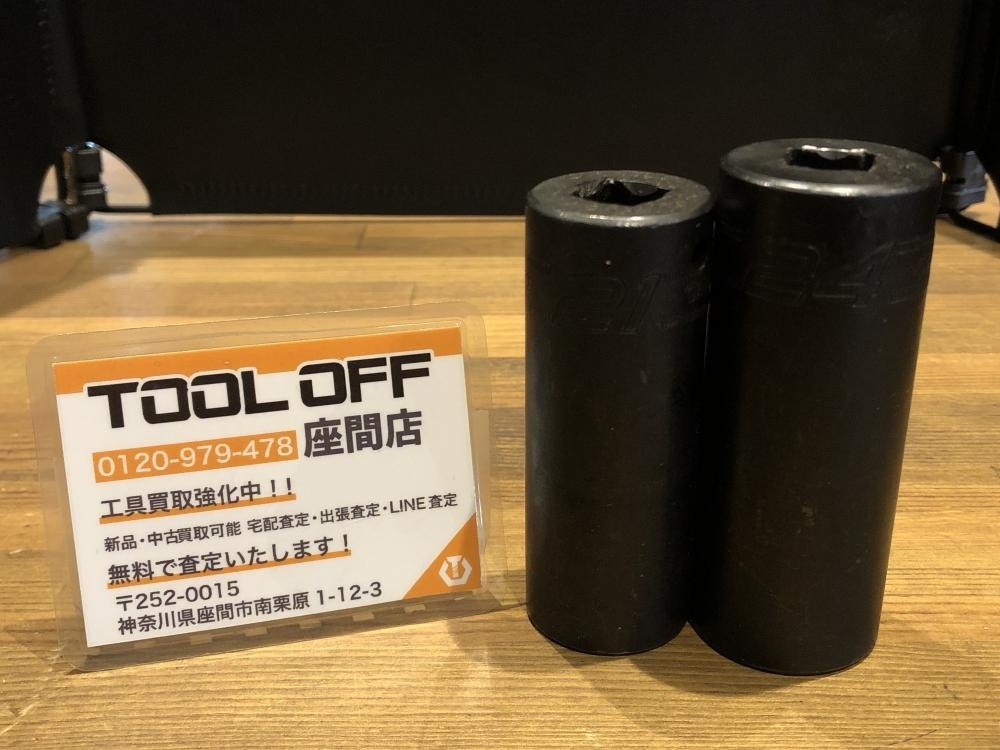 TOOL OFF
0120-979-478 座間店
工具買取強化中！！
新品・中古買取可能 宅配査定・出張査定・LINE査定
無料で査定いたします！
〒252-0015
神奈川県座間市南栗原 1-12-3
21
24